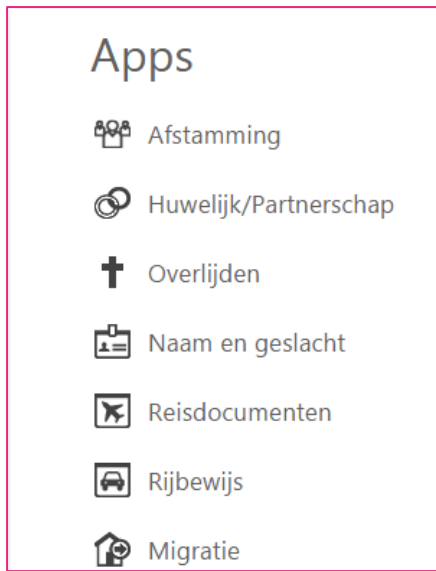 Apps
Afstamming
Huwelijk/Partnerschap
Overlijden
Naam en geslacht
Reisdocumenten
Rijbewijs
Migratie